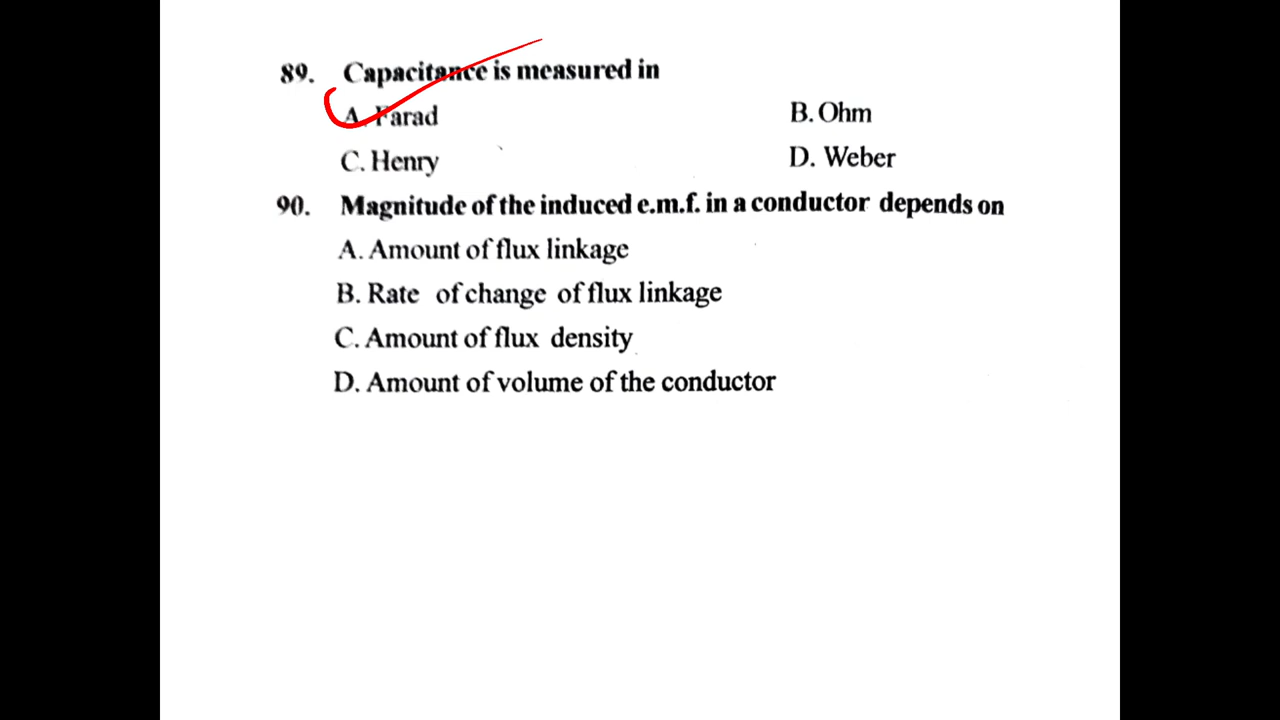 89. Capacitance is measured in
A. Farad B. Ohm
C. Henry D. Weber
90. Magnitude of the induced e.m.f. in a conductor depends on
A. Amount of flux linkage
B. Rate of change of flux linkage
C. Amount of flux density
D. Amount of volume of the conductor